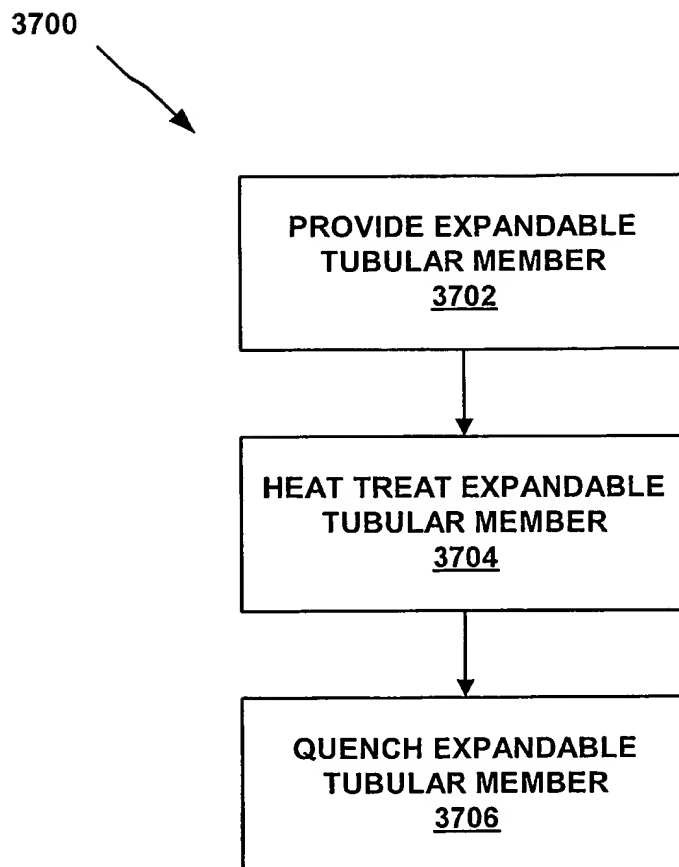 3700
PROVIDE EXPANDABLE
TUBULAR MEMBER
3702
HEAT TREAT EXPANDABLE
TUBULAR MEMBER
3704
QUENCH EXPANDABLE
TUBULAR MEMBER
3706